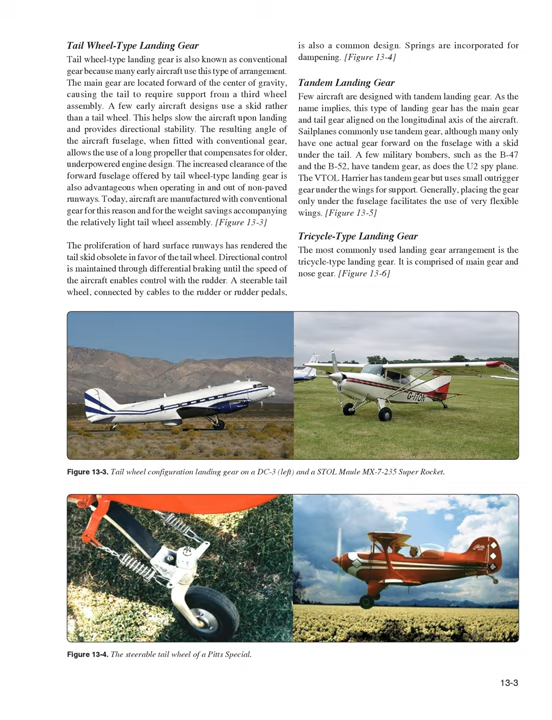 Tail Wheel-Type Landing Gear
Tail wheel-type landing gear is also known as conventional
gear because many early aircraft use this type of arrangement.
The main gear are located forward of the center of gravity,
causing the tail to require support from a third wheel
assembly. A few early aircraft designs use a skid rather
than a tail wheel. This helps slow the aircraft upon landing
and provides directional stability. The resulting angle of
the aircraft fuselage, when fitted with conventional gear,
allows the use of a long propeller that compensates for older,
underpowered engine design. The increased clearance of the
forward fuselage offered by tail wheel-type landing gear is
also advantageous when operating in and out of non-paved
runways. Today, aircraft are manufactured with conventional
gear for this reason and for the weight savings accompanying
the relatively light tail wheel assembly. [Figure 13-3]
The proliferation of hard surface runways has rendered the
tail skid obsolete in favor of the tail wheel. Directional control
is maintained through differential braking until the speed of
the aircraft enables control with the rudder. A steerable tail
wheel, connected by cables to the rudder or rudder pedals,
is also a common design. Springs are incorporated for
dampening. [Figure 13-4]
Tandem Landing Gear
Few aircraft are designed with tandem landing gear. As the
name implies, this type of landing gear has the main gear
and tail gear aligned on the longitudinal axis of the aircraft.
Sailplanes commonly use tandem gear, although many only
have one actual gear forward on the fuselage with a skid
under the tail. A few military bombers, such as the B-47
and the B-52, have tandem gear, as does the U2 spy plane.
The VTOL Harrier has tandem gear but uses small outrigger
gear under the wings for support. Generally, placing the gear
only under the fuselage facilitates the use of very flexible
wings. [Figure 13-5]
Tricycle-Type Landing Gear
The most commonly used landing gear arrangement is the
tricycle-type landing gear. It is comprised of main gear and
nose gear. [Figure 13-6]
G-ITON
Figure 13-3. Tail wheel configuration landing gear on a DC-3 (left) and a STOL Maule MX-7-235 Super Rocket.
Figure 13-4. The steerable tail wheel of a Pitts Special.
13-3